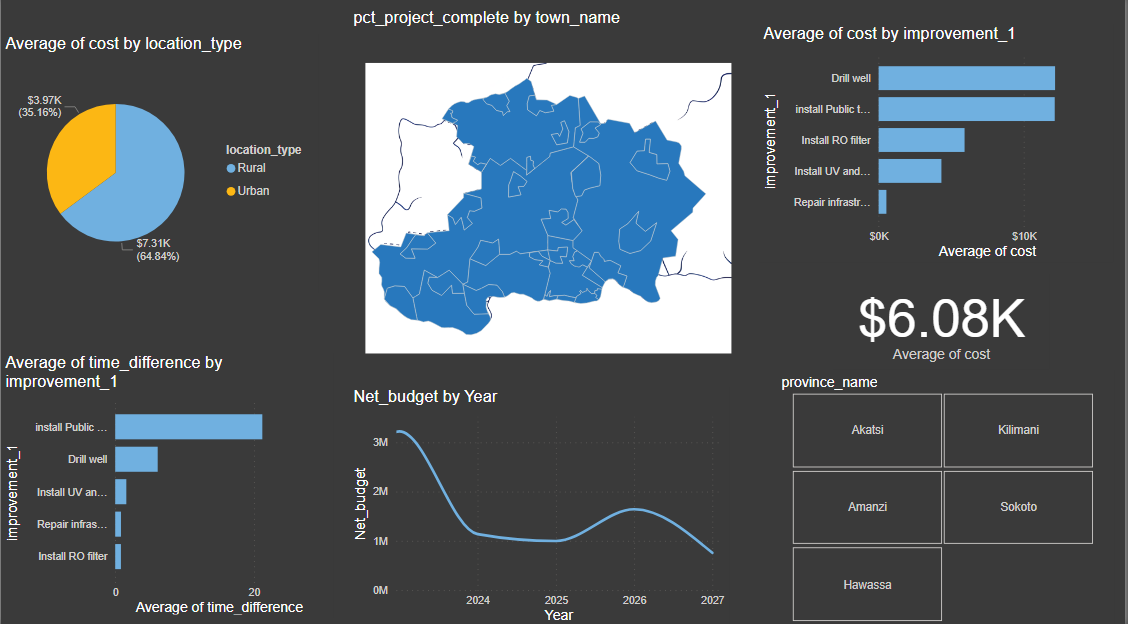 Average of cost by location_type
$3.97K
(35.16%)
location_type
Rural
Urban
$7.31K
(64.84%)
pct_project_complete by town_name
Average of cost by improvement_1
improvement_1
Drill well
install Public t...
Install RO filter
Install UV and...
Repair infrastr...
$0K
$10K
Average of cost
$6.08K
Average of cost
Average of time_difference by
improvement_1
improvement_1
install Public ...
Drill well
Install UV an...
Repair infras...
Install RO filter
0
20
Average of time_difference
Net_budget by Year
Net_budget
3M
2M
1M
0M
2024
2025
2026
2027
Year
province_name
Akatsi
Kilimani
Amanzi
Sokoto
Hawassa